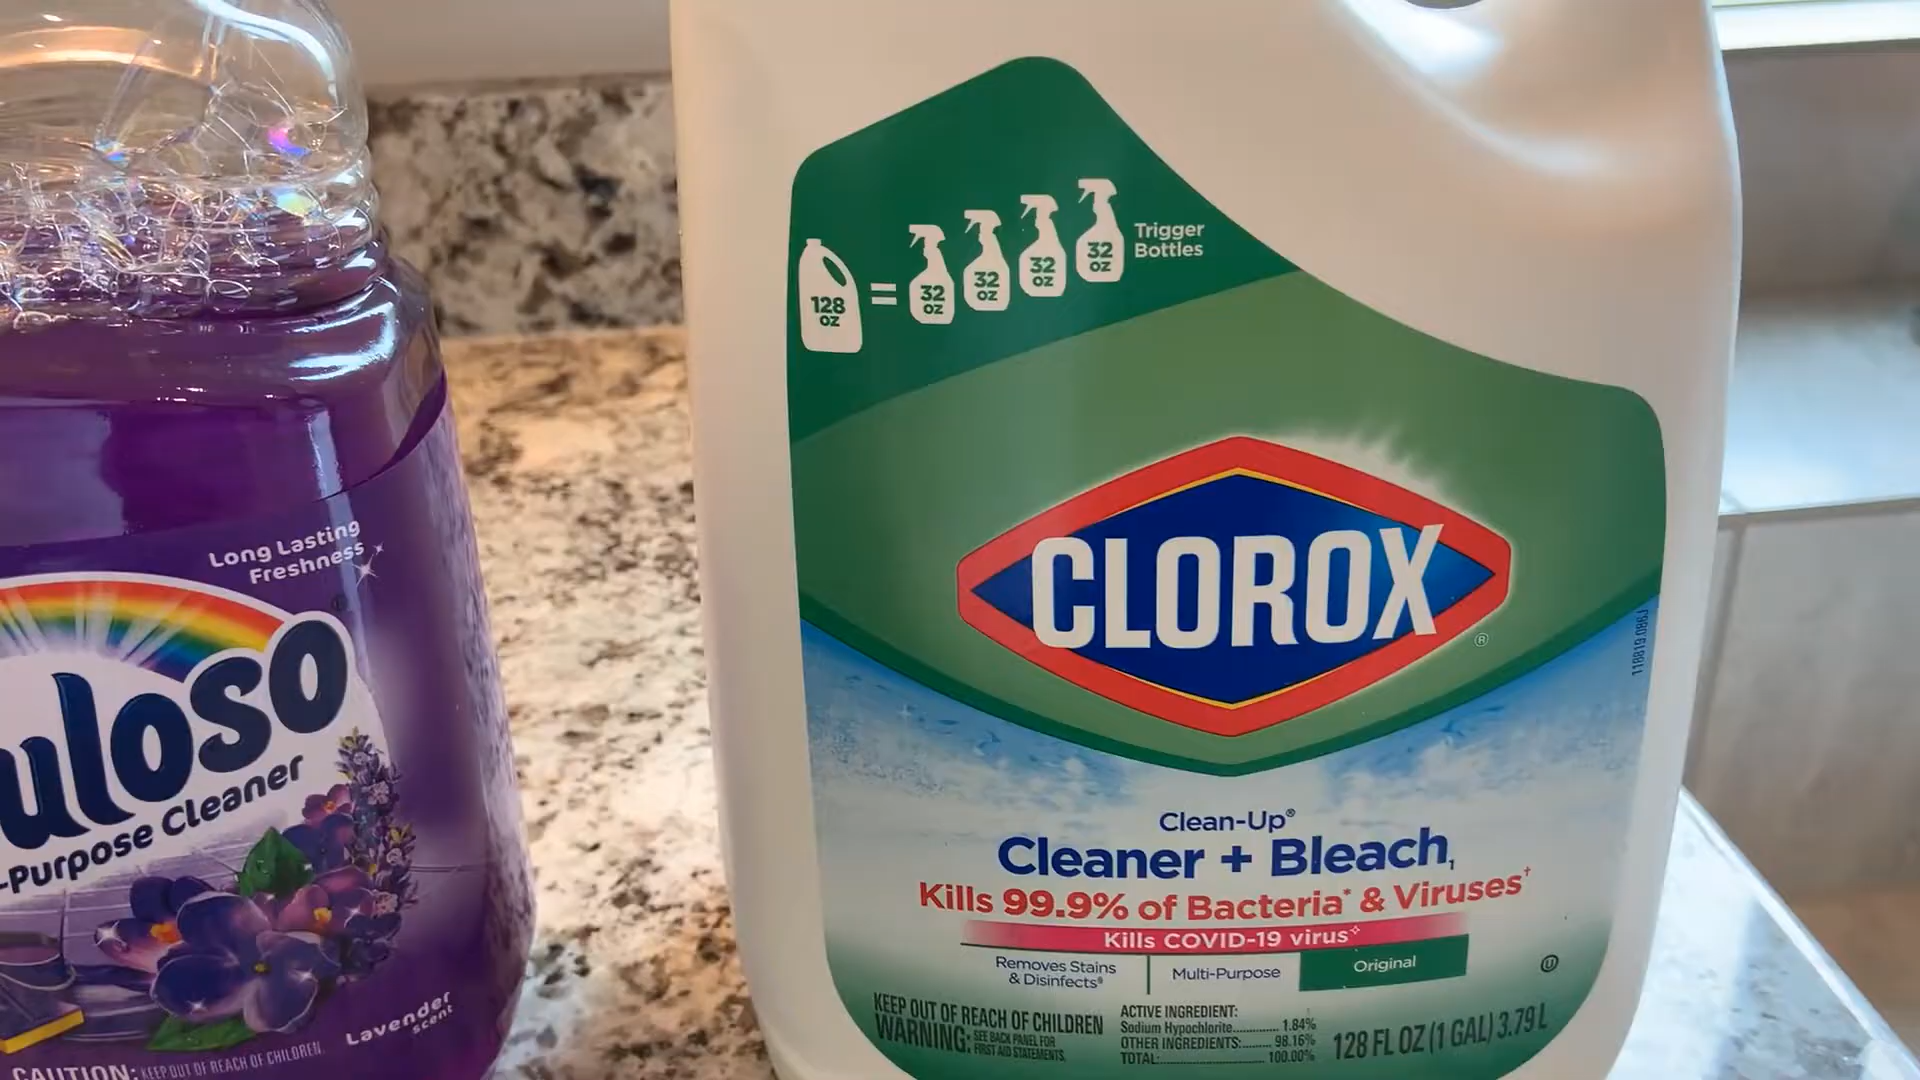 Long Lasting
Freshness
uloso
-Purpose Cleaner
Lavender
scent
CAUTION: KEEP OUT OF REACH OF CHILDREN.
128
OZ
=
32
OZ
32
OZ
32
OZ
32
OZ
Trigger
Bottles
CLOROX
®
118819.086J
Clean-Up®
Cleaner + Bleach₁
Kills 99.9% of Bacteria* & Viruses†
Kills COVID-19 virus✧
Removes Stains
& Disinfects®
Multi-Purpose
Original
KEEP OUT OF REACH OF CHILDREN
WARNING: SEE BACK PANEL FOR
FIRST AID STATEMENTS.
ACTIVE INGREDIENT:
Sodium Hypochlorite............ 1.84%
OTHER INGREDIENTS:........ 98.16%
TOTAL:............................ 100.00%
128 FL OZ (1 GAL) 3.79 L